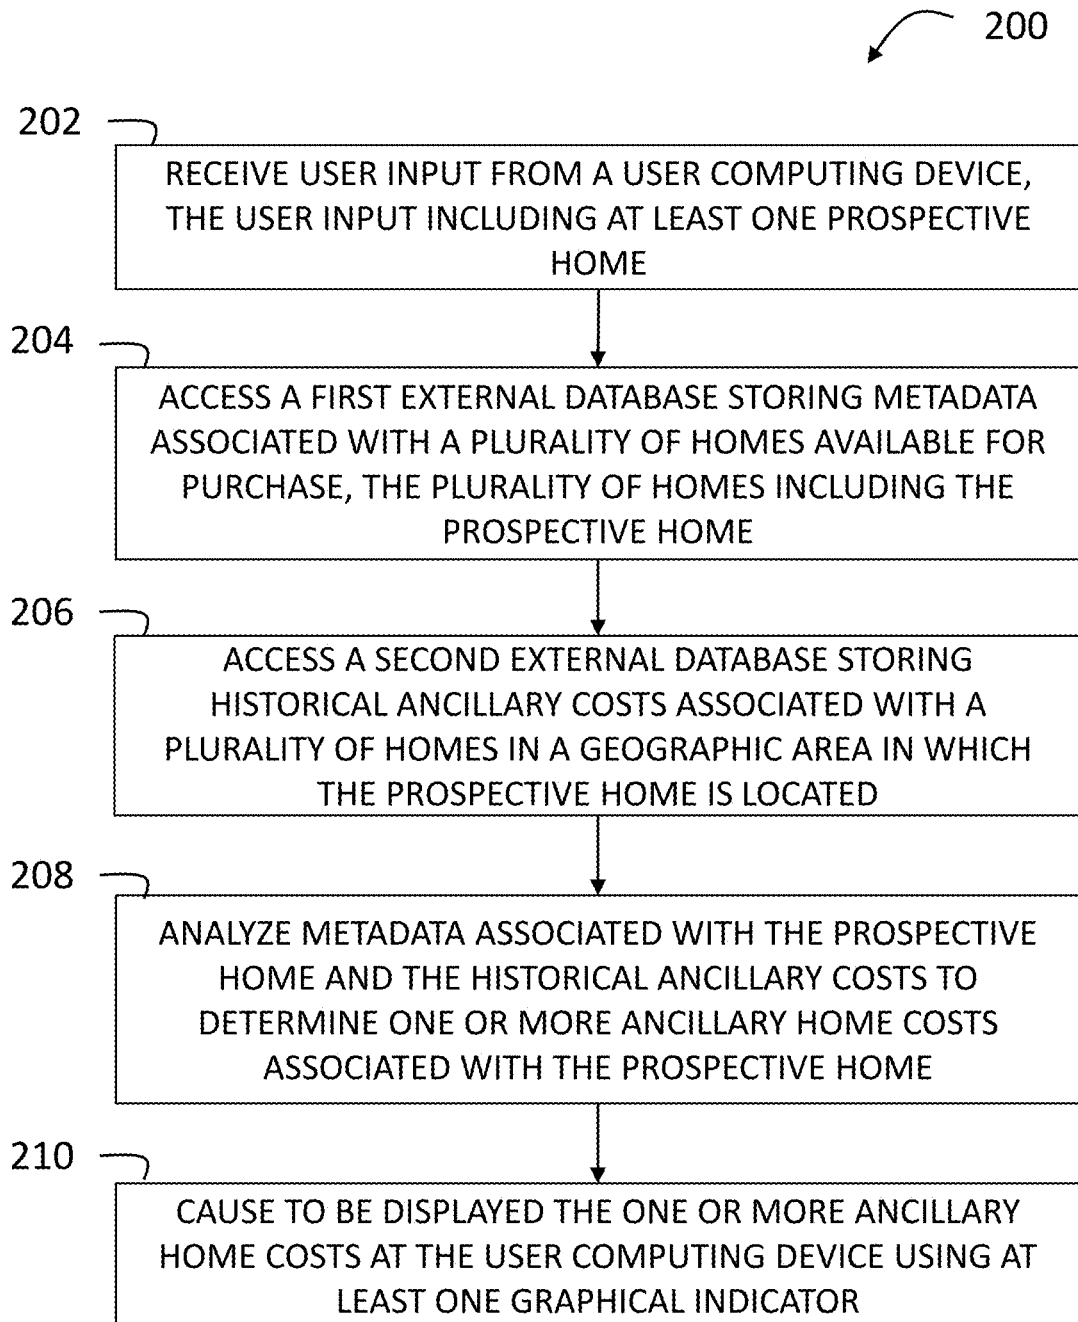 200
202
RECEIVE USER INPUT FROM A USER COMPUTING DEVICE,
THE USER INPUT INCLUDING AT LEAST ONE PROSPECTIVE
HOME
204
ACCESS A FIRST EXTERNAL DATABASE STORING METADATA
ASSOCIATED WITH A PLURALITY OF HOMES AVAILABLE FOR
PURCHASE, THE PLURALITY OF HOMES INCLUDING THE
PROSPECTIVE HOME
206
ACCESS A SECOND EXTERNAL DATABASE STORING
HISTORICAL ANCILLARY COSTS ASSOCIATED WITH A
PLURALITY OF HOMES IN A GEOGRAPHIC AREA IN WHICH
THE PROSPECTIVE HOME IS LOCATED
208
ANALYZE METADATA ASSOCIATED WITH THE PROSPECTIVE
HOME AND THE HISTORICAL ANCILLARY COSTS TO
DETERMINE ONE OR MORE ANCILLARY HOME COSTS
ASSOCIATED WITH THE PROSPECTIVE HOME
210
CAUSE TO BE DISPLAYED THE ONE OR MORE ANCILLARY
HOME COSTS AT THE USER COMPUTING DEVICE USING AT
LEAST ONE GRAPHICAL INDICATOR